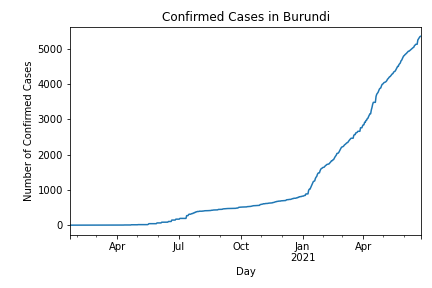 Confirmed Cases in Burundi
Number of Confirmed Cases
5000
4000
3000
2000
1000
0
Apr Jul Oct Jan Apr
2021
Day